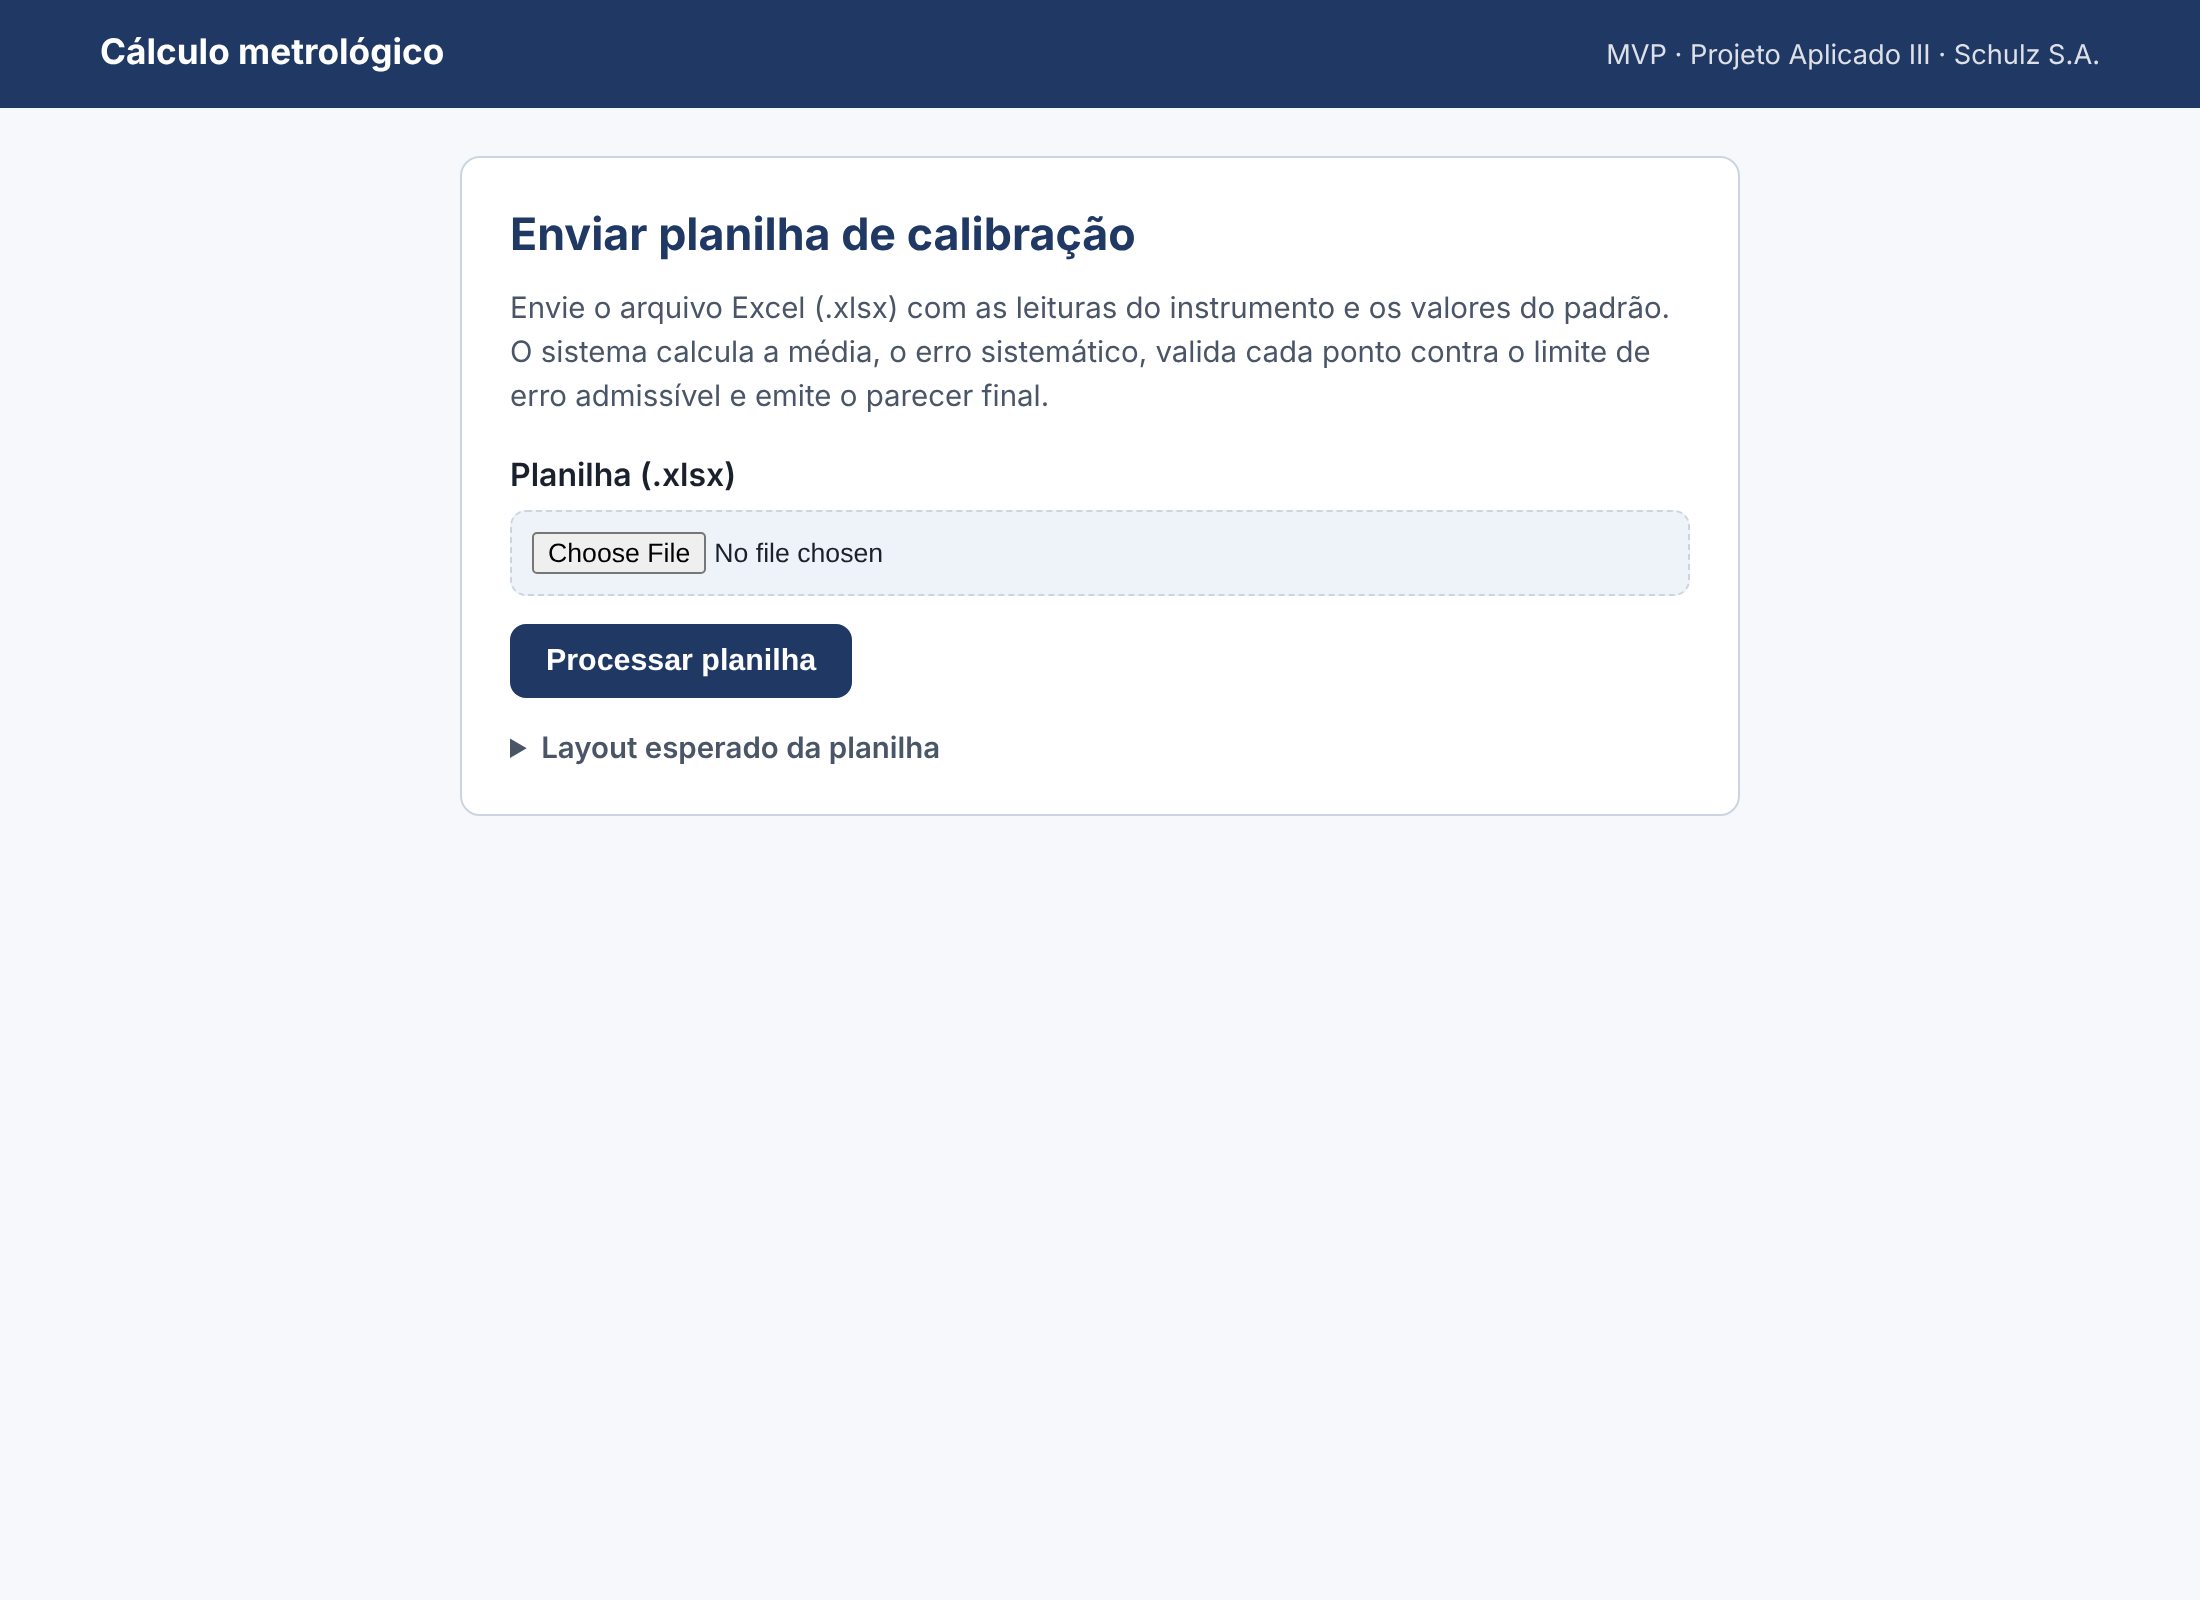 Cálculo metrológico
MVP · Projeto Aplicado III · Schulz S.A.
Enviar planilha de calibração
Envie o arquivo Excel (.xlsx) com as leituras do instrumento e os valores do padrão.
O sistema calcula a média, o erro sistemático, valida cada ponto contra o limite de
erro admissível e emite o parecer final.
Planilha (.xlsx)
Choose File No file chosen
Processar planilha
Layout esperado da planilha